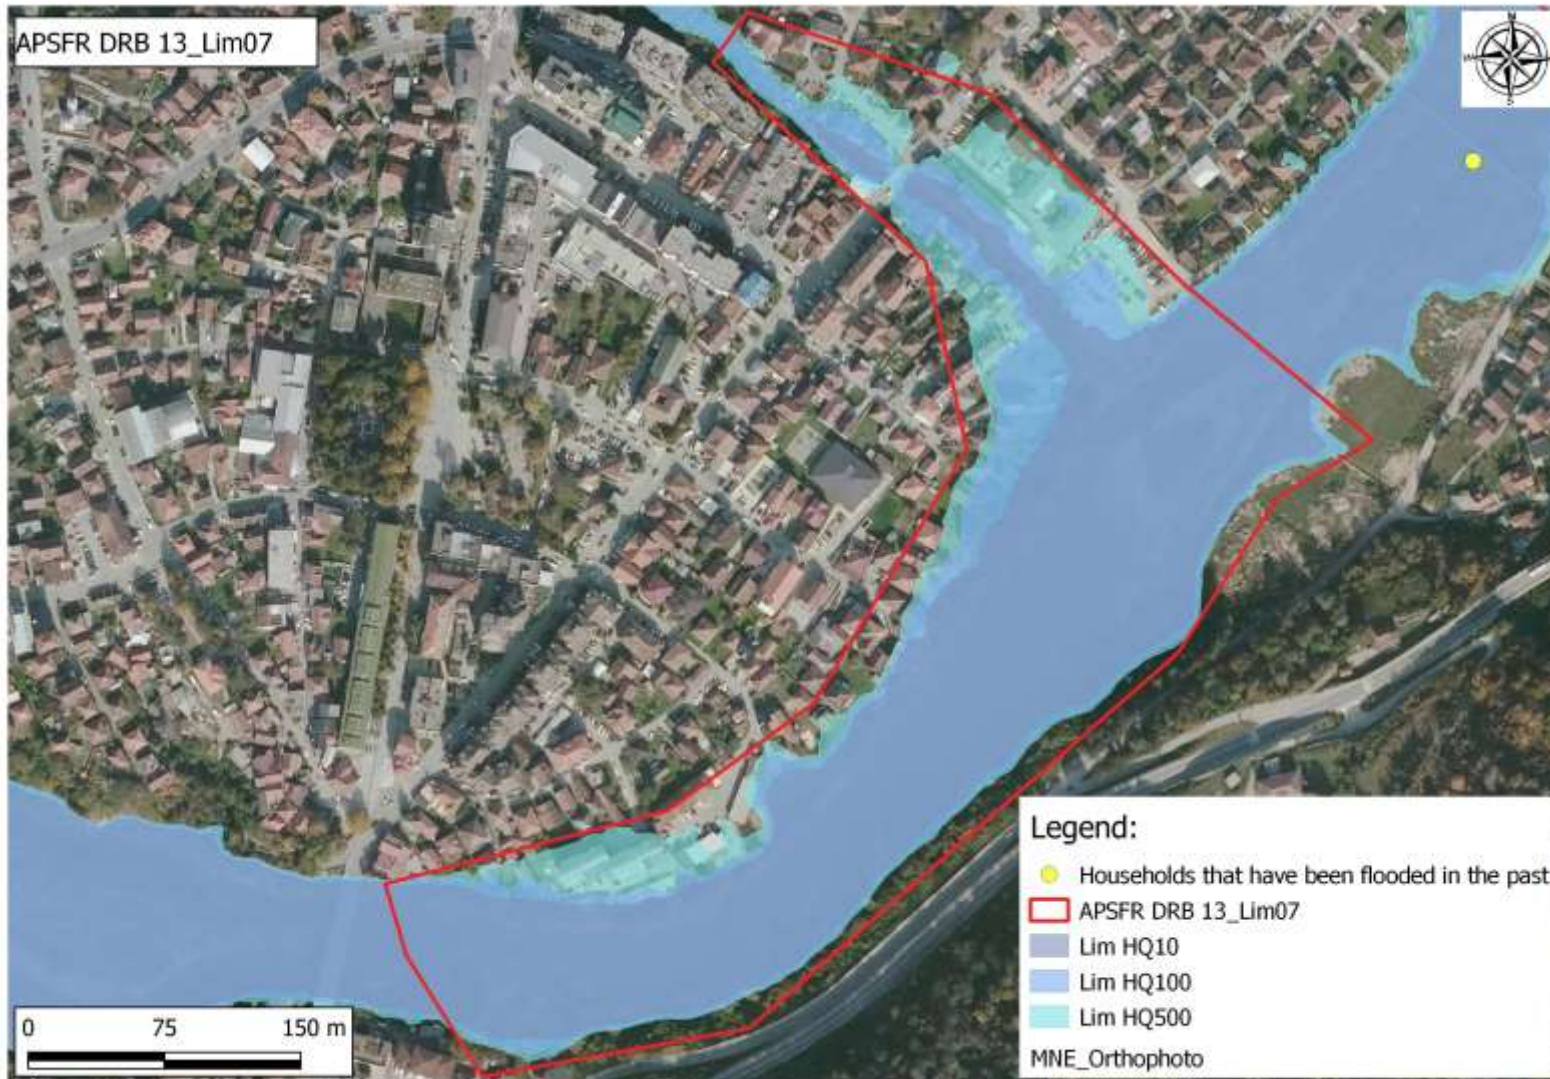 APSFR DRB 13_Lim07
N
Legend:
Households that have been flooded in the past
APSFR DRB 13_Lim07
Lim HQ10
Lim HQ100
Lim HQ500
MNE_Orthophoto
0 75 150 m